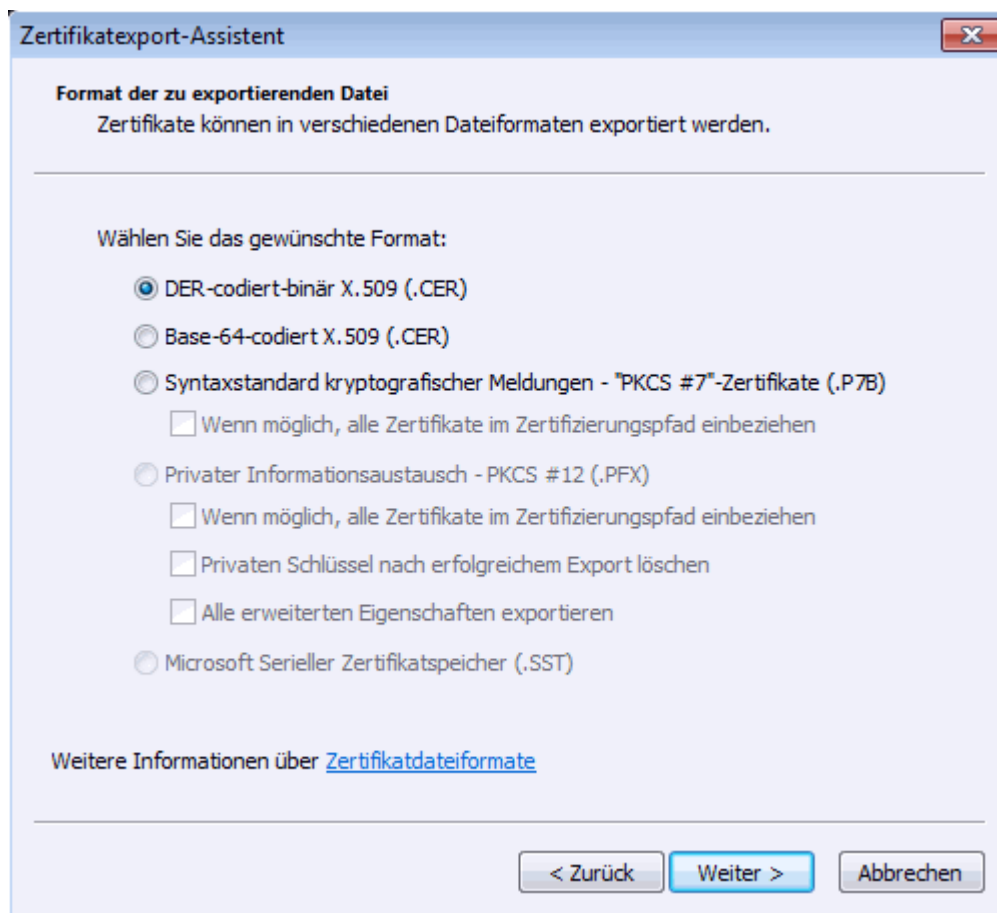 Zertifikatexport-Assistent
Format der zu exportierenden Datei
Zertifikate können in verschiedenen Dateiformaten exportiert werden.
Wählen Sie das gewünschte Format:
DER-codiert-binär X.509 (.CER)
Base-64-codiert X.509 (.CER)
Syntaxstandard kryptografischer Meldungen - "PKCS #7"-Zertifikate (.P7B)
Wenn möglich, alle Zertifikate im Zertifizierungspfad einbeziehen
Privater Informationsaustausch - PKCS #12 (.PFX)
Wenn möglich, alle Zertifikate im Zertifizierungspfad einbeziehen
Privaten Schlüssel nach erfolgreichem Export löschen
Alle erweiterten Eigenschaften exportieren
Microsoft Serieller Zertifikatspeicher (.SST)
Weitere Informationen über Zertifikatdateiformate
< Zurück Weiter > Abbrechen